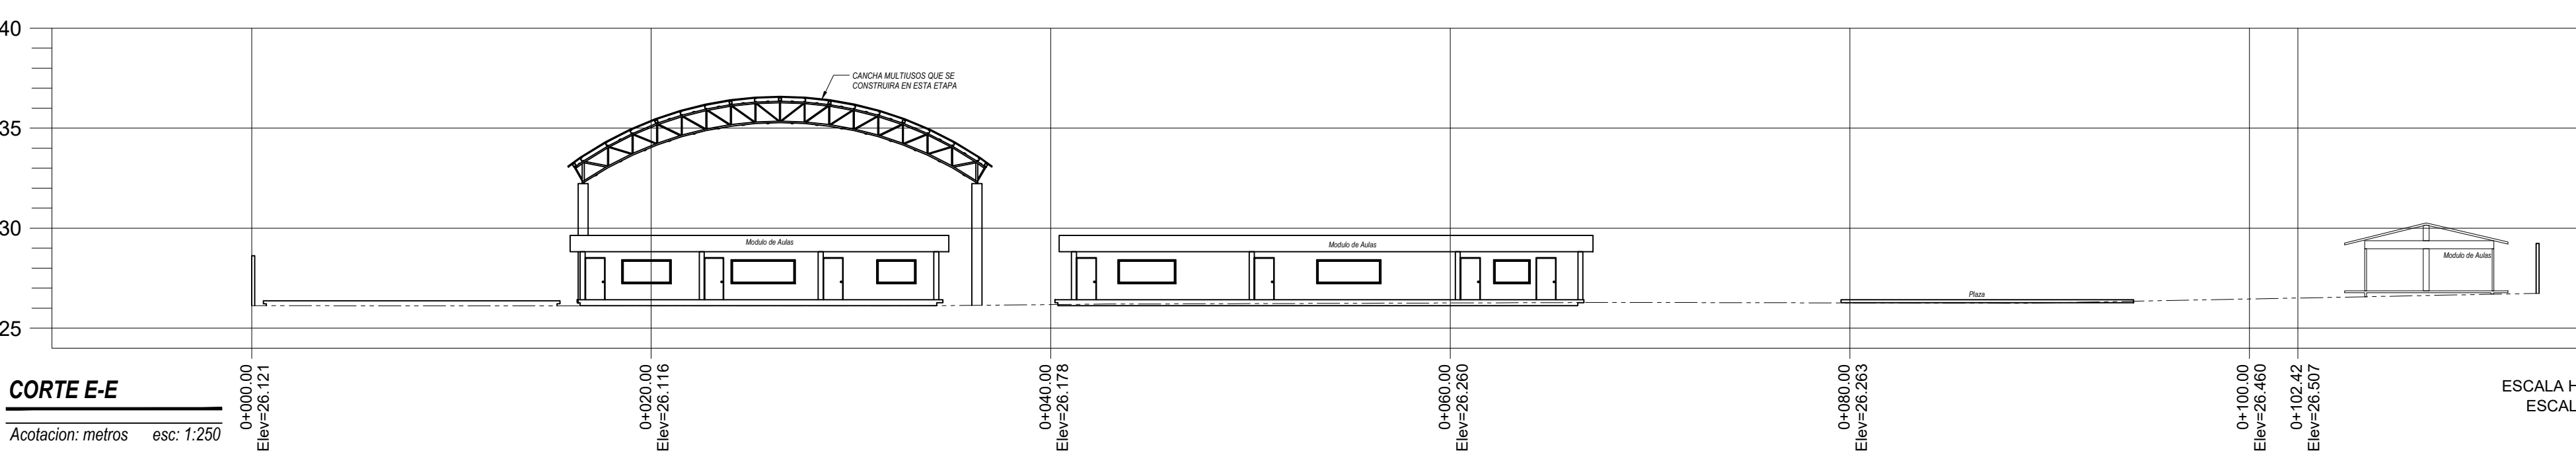 40
CANCHA MULTIUSOS QUE SE
CONSTRUIRA EN ESTA ETAPA
35
30
Modulo de Aulas
Modulo de Aulas
Modulo de Aulas
Plaza
25
0+000.00
Elev=26.121
0+020.00
Elev=26.116
0+040.00
Elev=26.178
0+060.00
Elev=26.260
0+080.00
Elev=26.263
0+100.00
Elev=26.460
0+102.42
Elev=26.507
CORTE E-E
Acotacion: metros esc: 1:250
ESCALA H
ESCAL